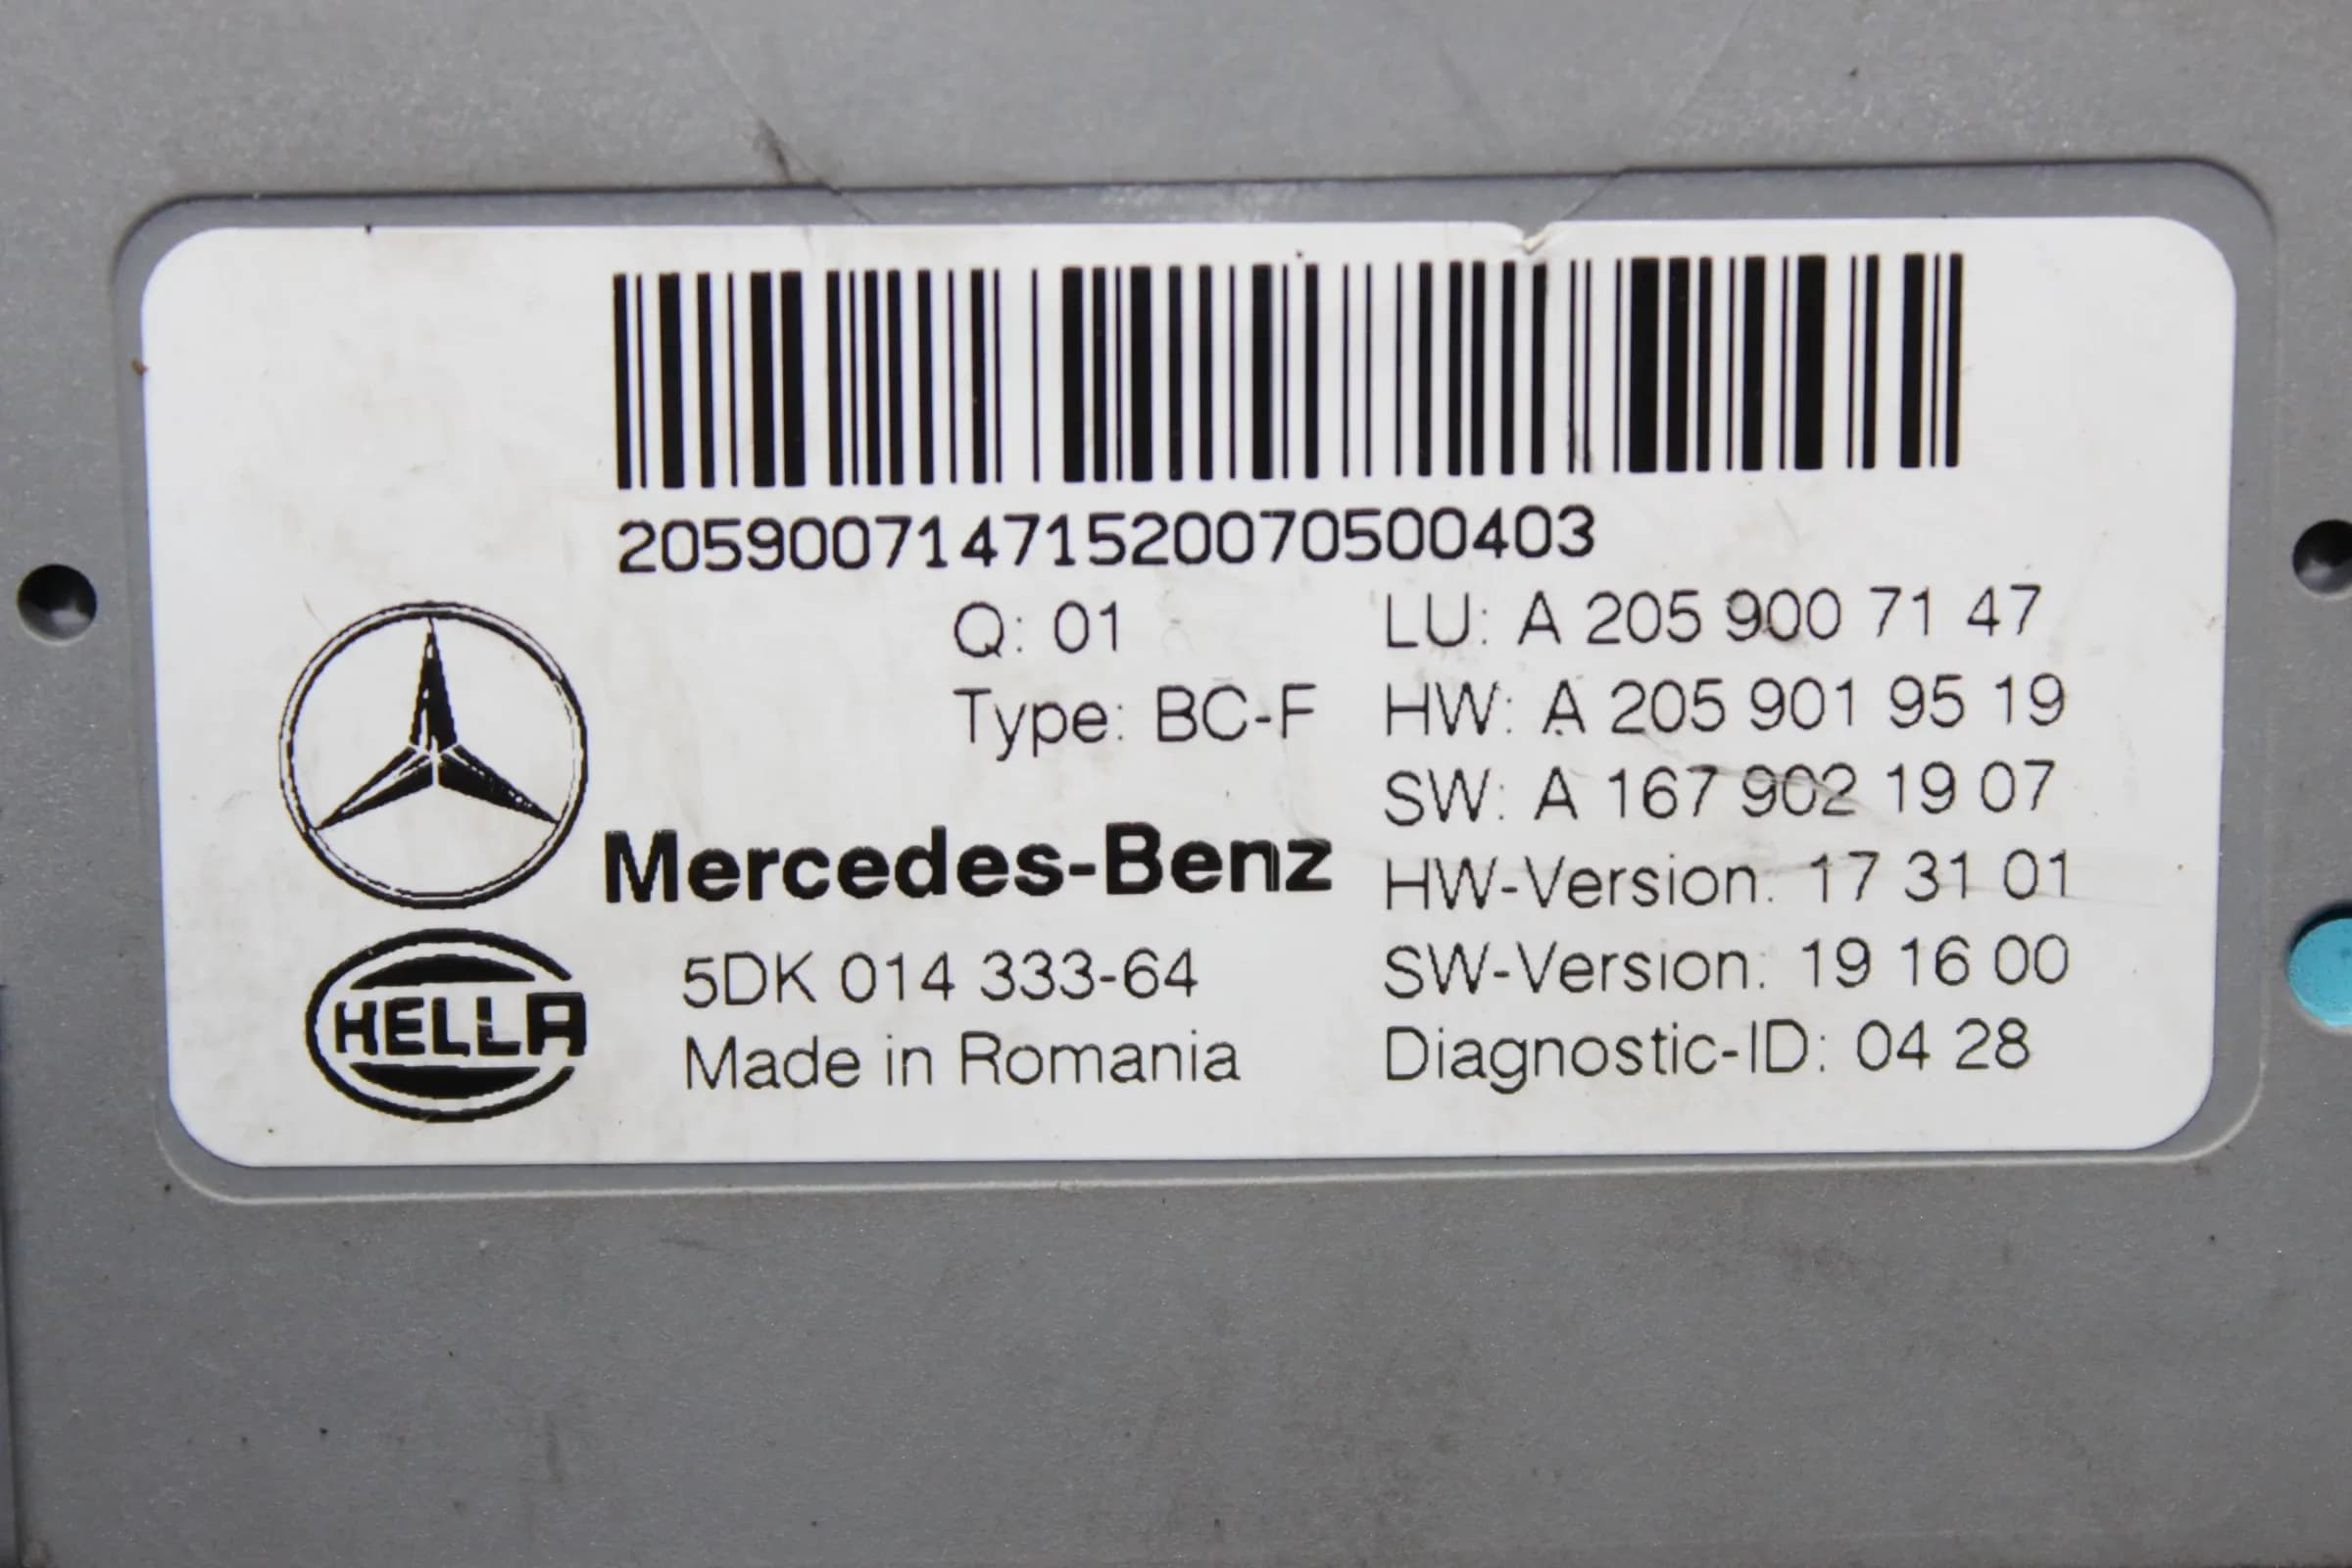 205900714715200070500403
Q: 01
Type: BC-F
LU: A 205 900 71 47
HW: A 205 901 95 19
SW: A 167 902 19 07
HW-Version: 17 31 01
SW-Version: 19 16 00
Diagnostic-ID: 04 28
Mercedes-Benz
HELLA
5DK 014 333-64
Made in Romania